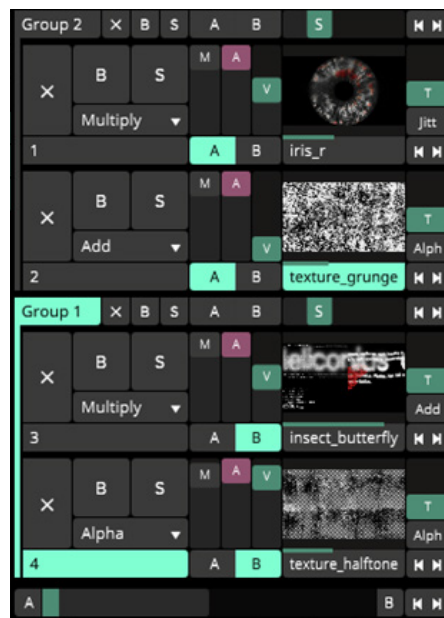 Group 2 × B S A B S
× B S M A V T
Multiply Jitt
1 A B iris_r
× B S M A V T
Add Alph
2 A B texture_grunge
Group 1 × B S A B S
× B S M A V T
Multiply Add
3 A B insect_butterfly
× B S M A V T
Alpha Alph
4 A B texture_halftone
A B